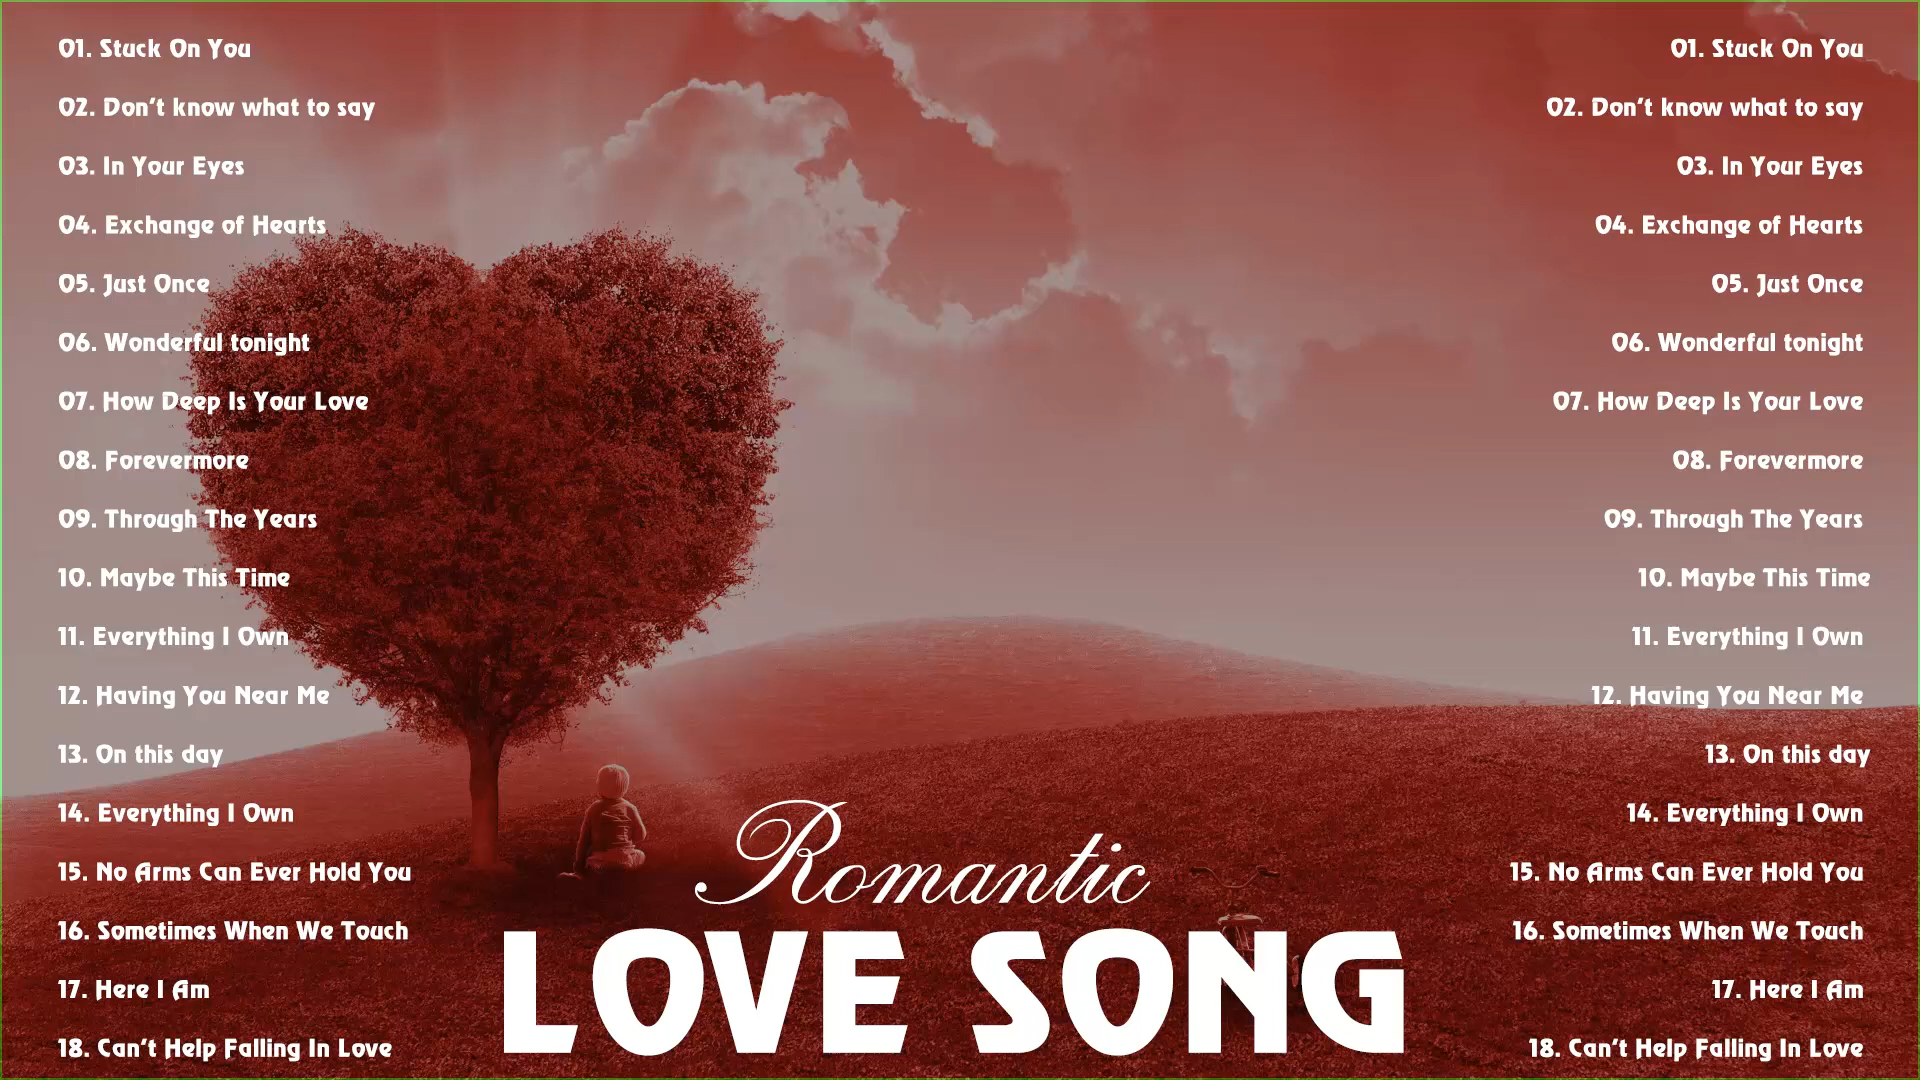 01. Stuck On You
02. Don't know what to say
03. In Your Eyes
04. Exchange of Hearts
05. Just Once
06. Wonderful tonight
07. How Deep Is Your Love
08. Forevermore
09. Through The Years
10. Maybe This Time
11. Everything I Own
12. Having You Near Me
13. On this day
14. Everything I Own
15. No Arms Can Ever Hold You
16. Sometimes When We Touch
17. Here I Am
18. Can't Help Falling In Love
Romantic
LOVE SONG
01. Stuck On You
02. Don't know what to say
03. In Your Eyes
04. Exchange of Hearts
05. Just Once
06. Wonderful tonight
07. How Deep Is Your Love
08. Forevermore
09. Through The Years
10. Maybe This Time
11. Everything I Own
12. Having You Near Me
13. On this day
14. Everything I Own
15. No Arms Can Ever Hold You
16. Sometimes When We Touch
17. Here I Am
18. Can't Help Falling In Love